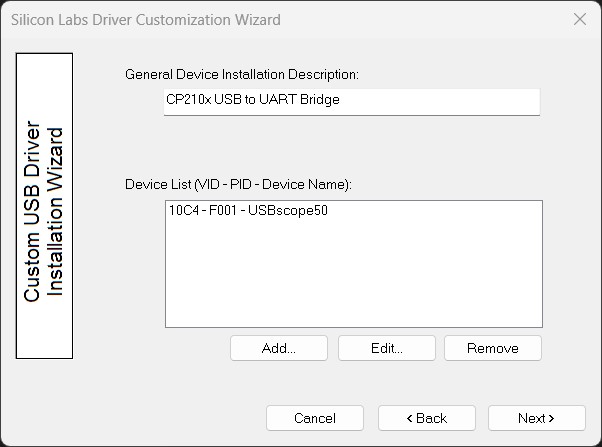 Silicon Labs Driver Customization Wizard
Custom USB Driver
Installation Wizard
General Device Installation Description:
CP210x USB to UART Bridge
Device List (VID - PID - Device Name):
10C4 - F001 - USBscope50
Add...
Edit...
Remove
Cancel
< Back
Next >